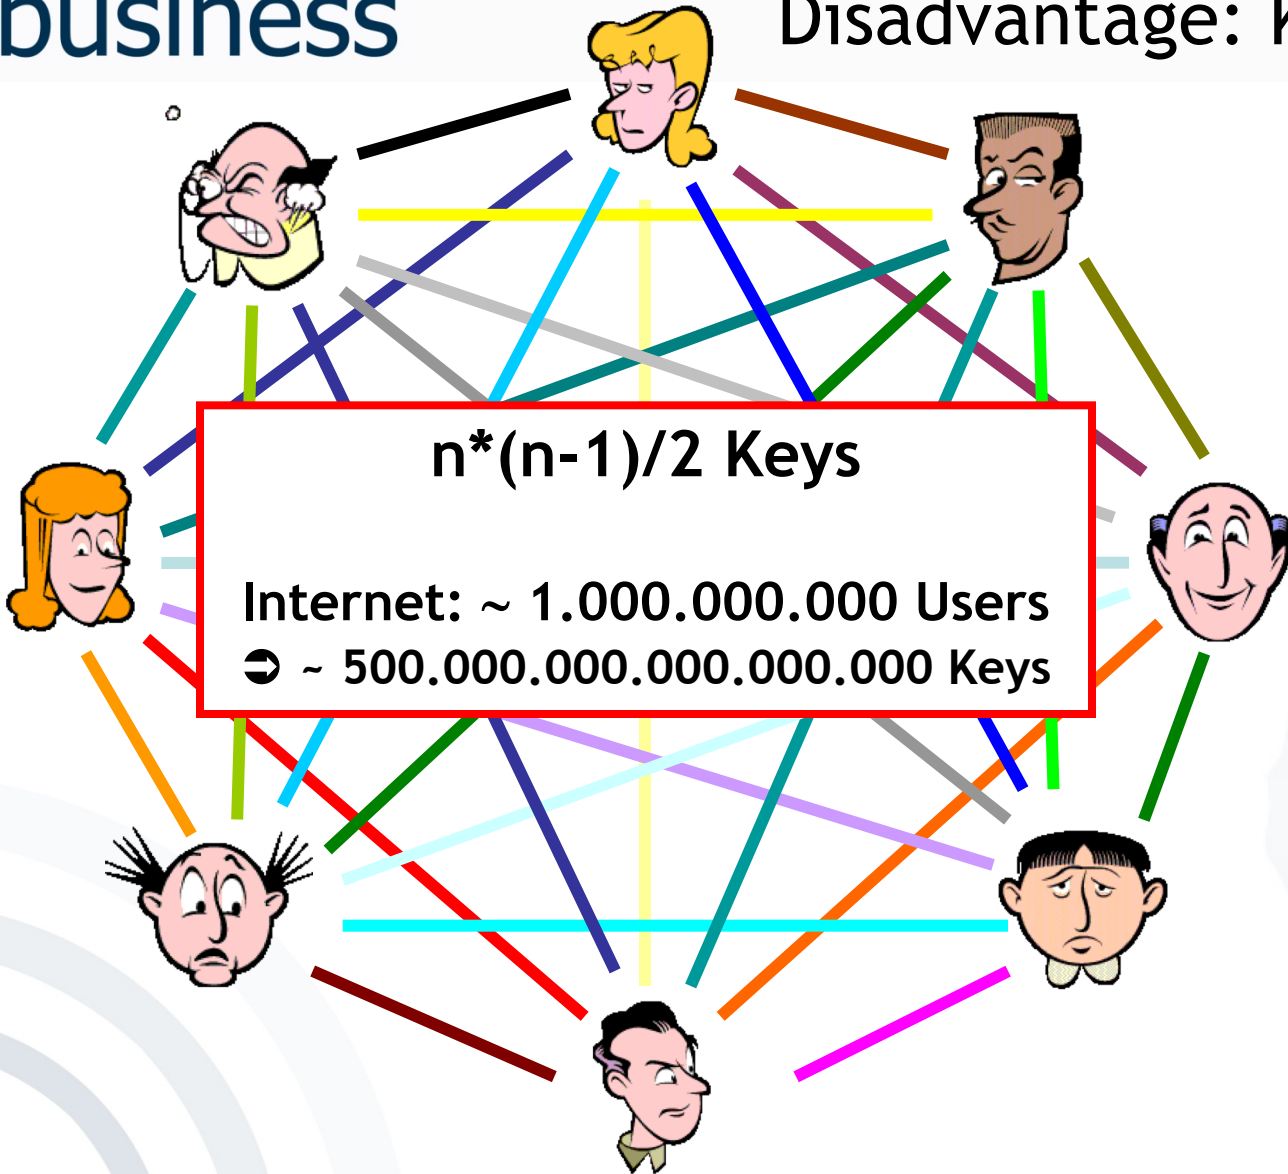 business
Disadvantage:
n*(n-1)/2 Keys
Internet: ~ 1.000.000.000 Users
➲ ~ 500.000.000.000.000.000 Keys